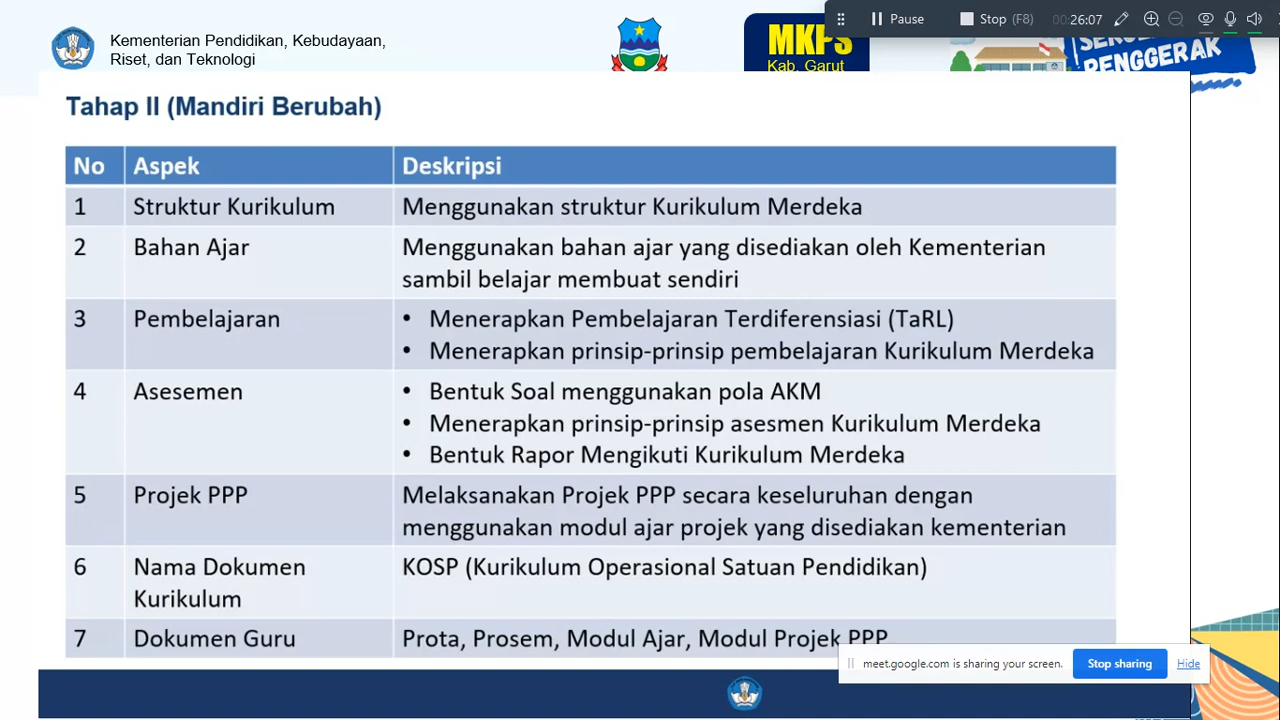 Kementerian Pendidikan, Kebudayaan,
Riset, dan Teknologi
MKPS
Kab. Garut
Pause
Stop (F8)
00:26:07
PENGGERAK
Tahap II (Mandiri Berubah)
No Aspek Deskripsi
1 Struktur Kurikulum Menggunakan struktur Kurikulum Merdeka
2 Bahan Ajar Menggunakan bahan ajar yang disediakan oleh Kementerian
sambil belajar membuat sendiri
3 Pembelajaran • Menerapkan Pembelajaran Terdiferensiasi (TaRL)
• Menerapkan prinsip-prinsip pembelajaran Kurikulum Merdeka
4 Asesemen • Bentuk Soal menggunakan pola AKM
• Menerapkan prinsip-prinsip asesmen Kurikulum Merdeka
• Bentuk Rapor Mengikuti Kurikulum Merdeka
5 Projek PPP Melaksanakan Projek PPP secara keseluruhan dengan
menggunakan modul ajar projek yang disediakan kementerian
6 Nama Dokumen KOSP (Kurikulum Operasional Satuan Pendidikan)
Kurikulum
7 Dokumen Guru Prota, Prosem, Modul Ajar, Modul Projek PPP
meet.google.com is sharing your screen.
Stop sharing
Hide